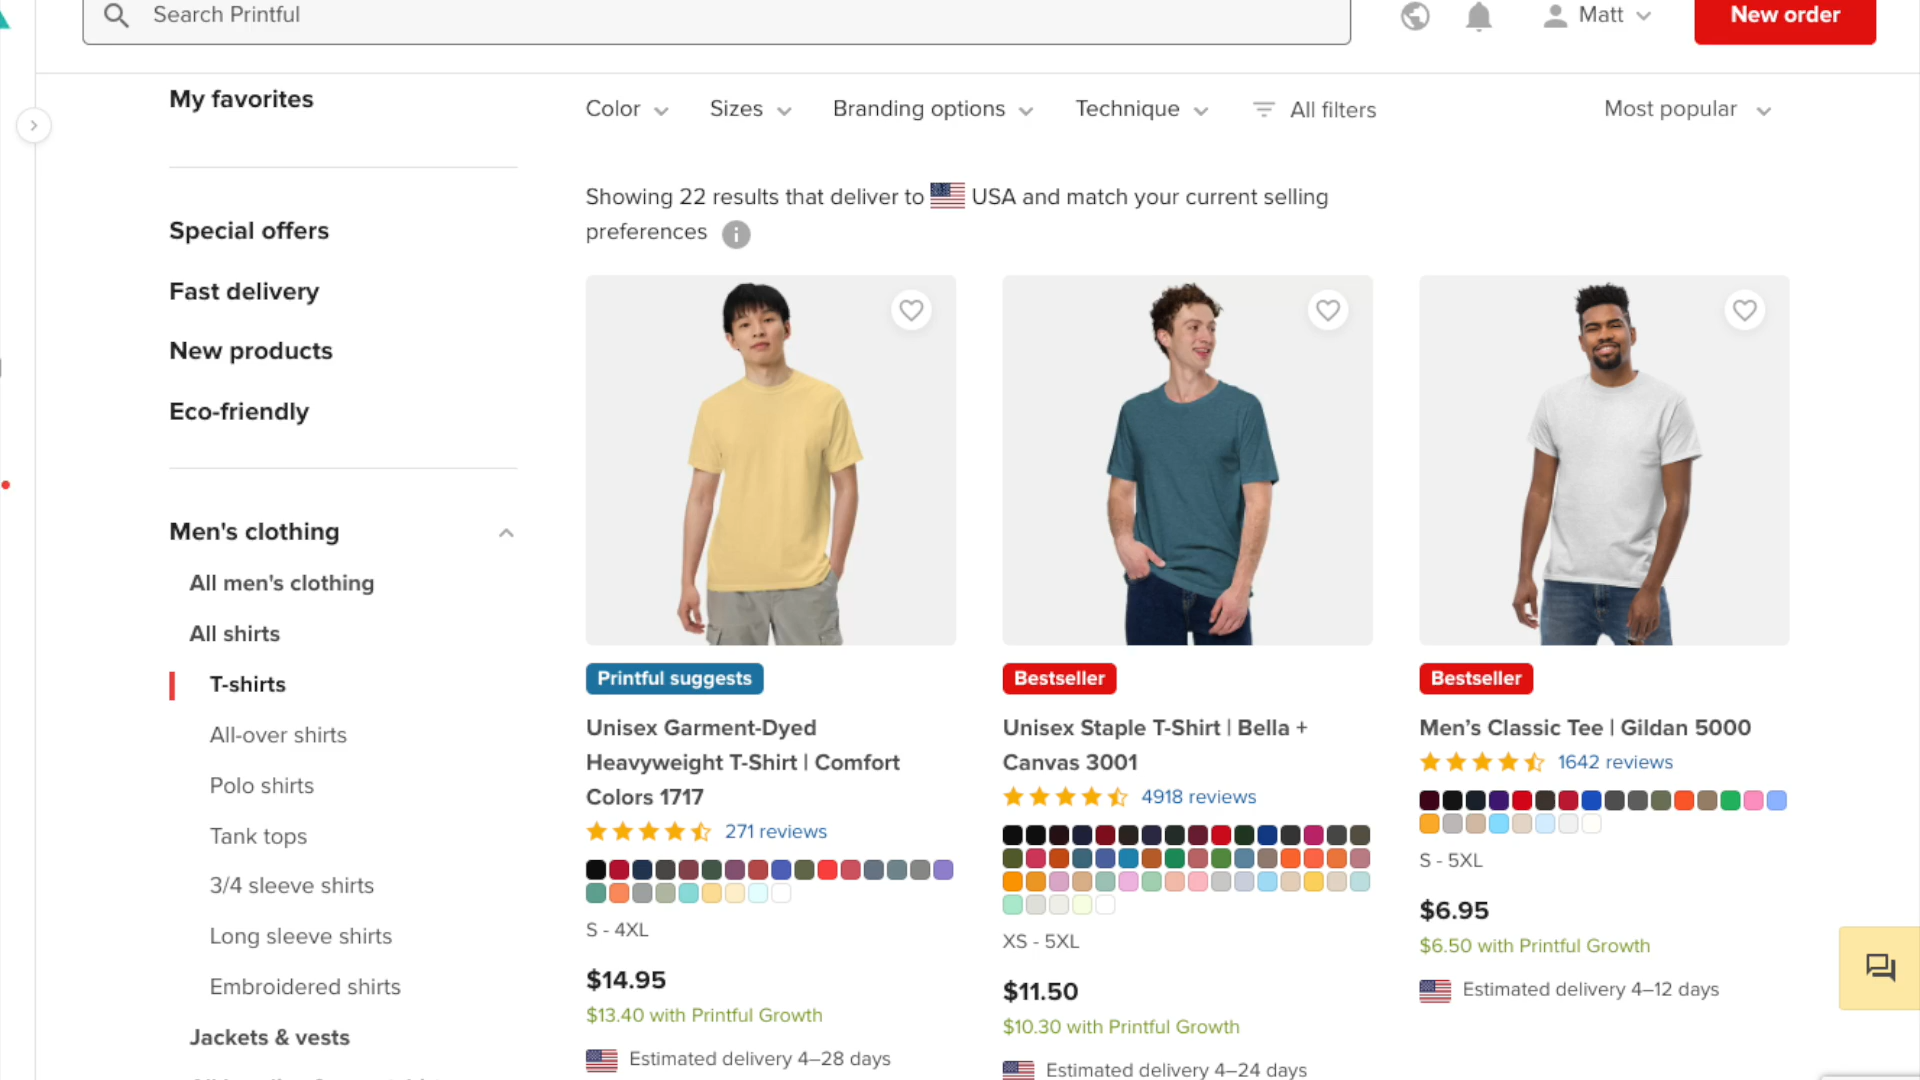 Search Printful
Matt
New order
My favorites
Special offers
Fast delivery
New products
Eco-friendly
Men's clothing
All men's clothing
All shirts
T-shirts
All-over shirts
Polo shirts
Tank tops
3/4 sleeve shirts
Long sleeve shirts
Embroidered shirts
Jackets & vests
Color
Sizes
Branding options
Technique
All filters
Most popular
Showing 22 results that deliver to USA and match your current selling
preferences
Printful suggests
Unisex Garment-Dyed
Heavyweight T-Shirt | Comfort
Colors 1717
271 reviews
S - 4XL
$14.95
$13.40 with Printful Growth
Estimated delivery 4–28 days
Bestseller
Unisex Staple T-Shirt | Bella +
Canvas 3001
4918 reviews
XS - 5XL
$11.50
$10.30 with Printful Growth
Estimated delivery 4–24 days
Bestseller
Men’s Classic Tee | Gildan 5000
1642 reviews
S - 5XL
$6.95
$6.50 with Printful Growth
Estimated delivery 4–12 days